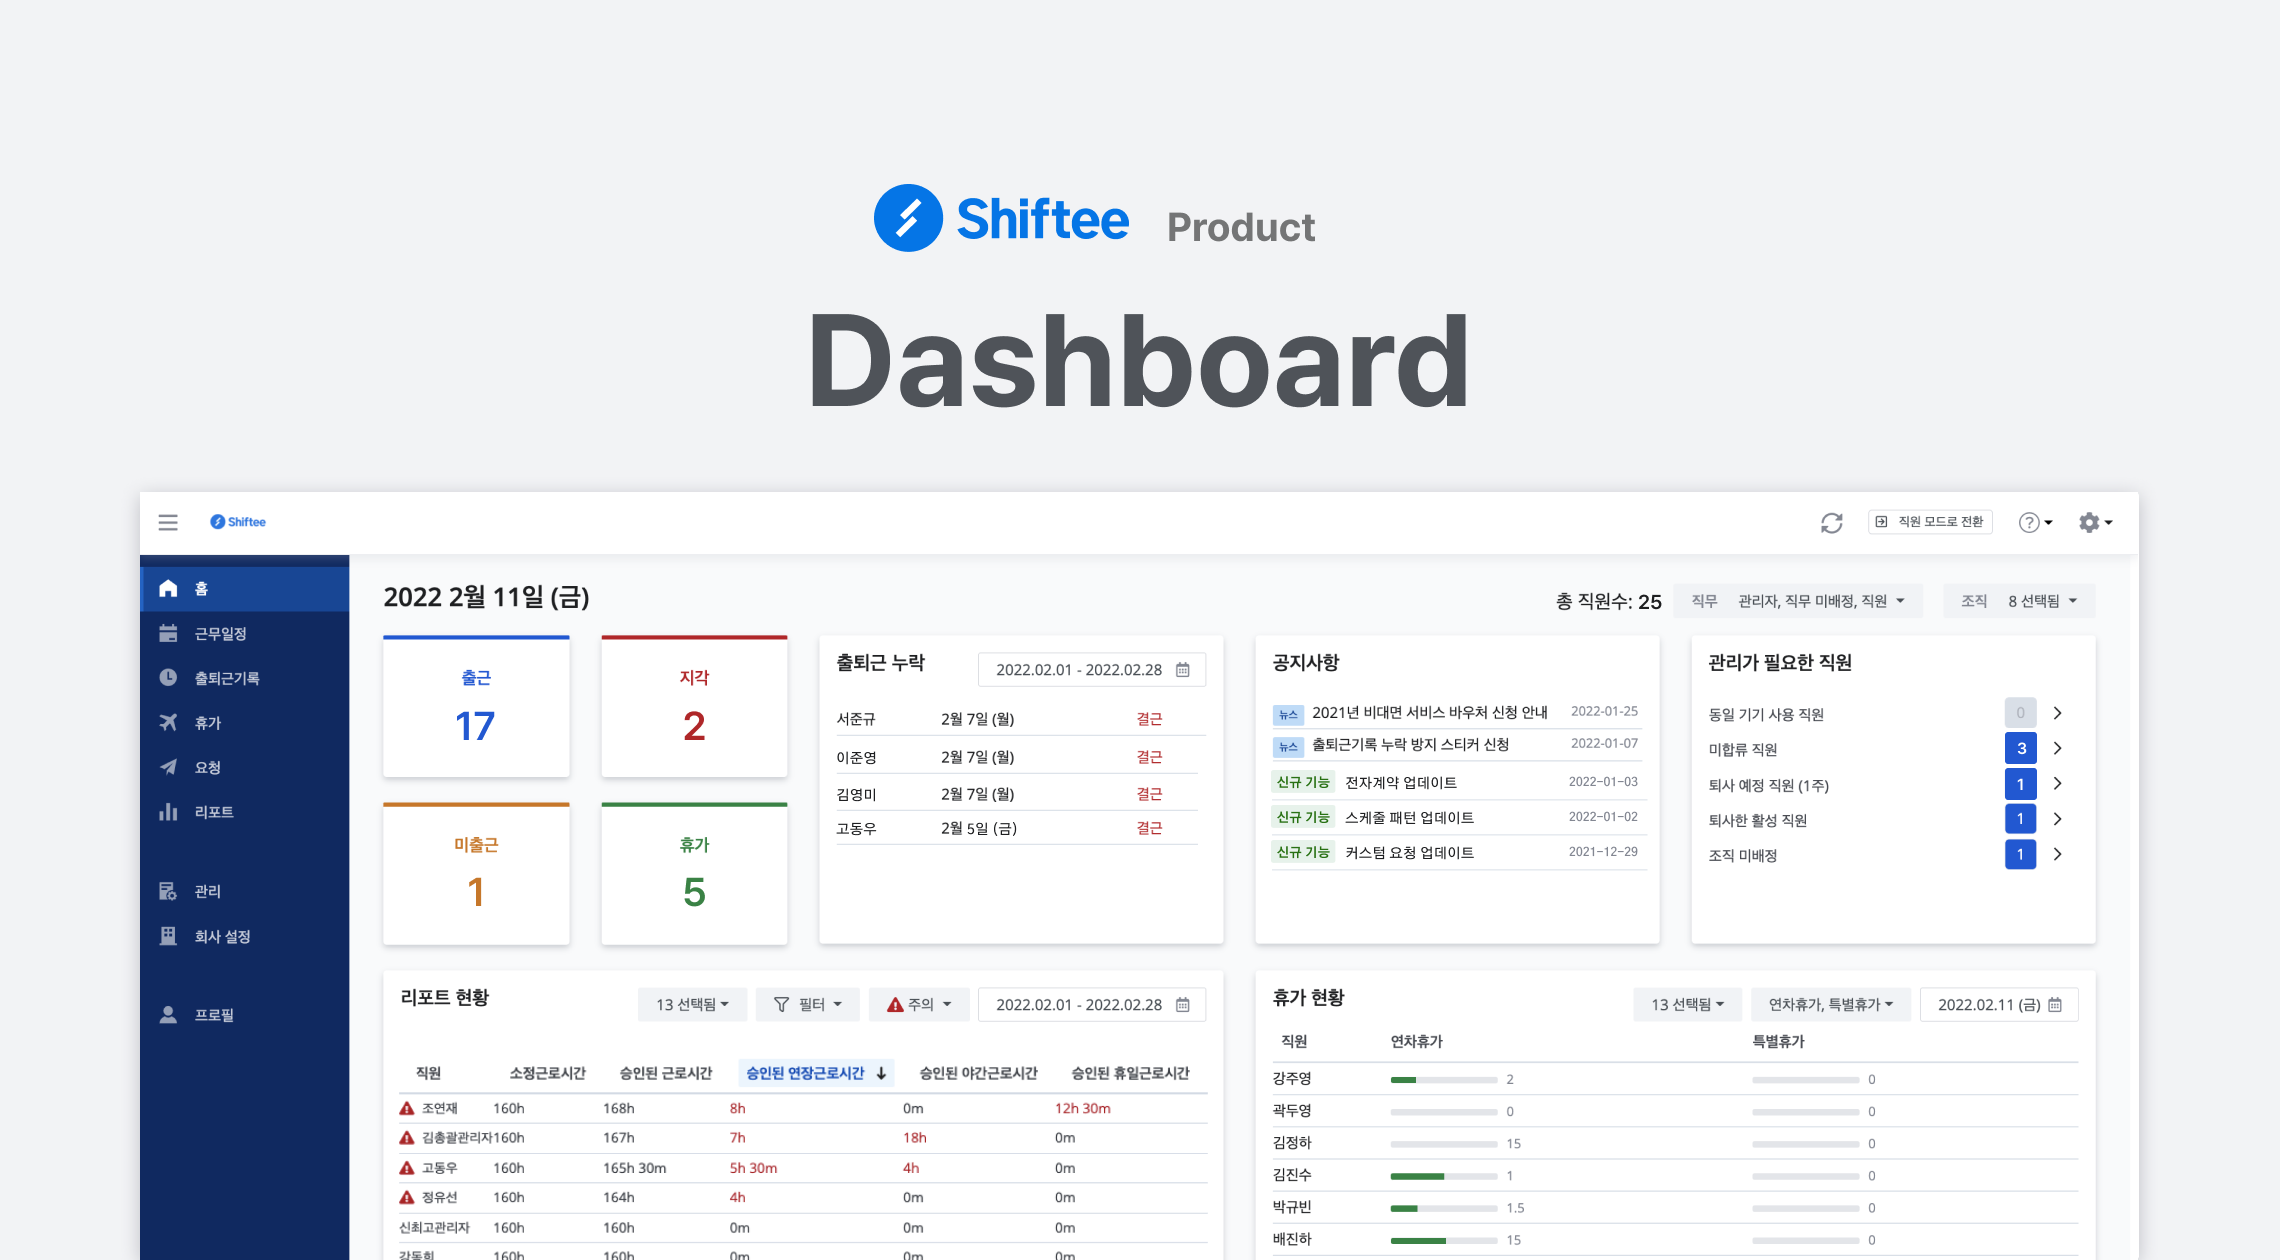 Shiftee Product
Dashboard
Shiftee
직원 모드로 전환
?
홈
근무일정
출퇴근기록
휴가
요청
리포트
관리
회사 설정
프로필
2022 2월 11일 (금)
총 직원수: 25
직무 관리자, 직무 미배정, 직원
조직 8 선택됨
출근
17
지각
2
미출근
1
휴가
5
출퇴근 누락
2022.02.01 - 2022.02.28
서준규 2월 7일 (월) 결근
이준영 2월 7일 (월) 결근
김영미 2월 7일 (월) 결근
고동우 2월 5일 (금) 결근
공지사항
뉴스 2021년 비대면 서비스 바우처 신청 안내 2022-01-25
뉴스 출퇴근기록 누락 방지 스티커 신청 2022-01-07
신규 기능 전자계약 업데이트 2022-01-03
신규 기능 스케줄 패턴 업데이트 2022-01-02
신규 기능 커스텀 요청 업데이트 2021-12-29
관리가 필요한 직원
동일 기기 사용 직원 0
미합류 직원 3
퇴사 예정 직원 (1주) 1
퇴사한 활성 직원 1
조직 미배정 1
리포트 현황
13 선택됨
필터
주의
2022.02.01 - 2022.02.28
직원 소정근로시간 승인된 근로시간 승인된 연장근로시간 승인된 야간근로시간 승인된 휴일근로시간
조연재 160h 168h 8h 0m 12h 30m
김총괄관리자 160h 167h 7h 18h 0m
고동우 160h 165h 30m 5h 30m 4h 0m
정유선 160h 164h 4h 0m 0m
신최고관리자 160h 160h 0m 0m 0m
강동희 160h 160h 0m 0m 0m
휴가 현황
13 선택됨
연차휴가, 특별휴가
2022.02.11 (금)
직원 연차휴가 특별휴가
강주영 2 0
곽두영 0 0
김정하 15 0
김진수 1 0
박규빈 1.5 0
배진하 15 0